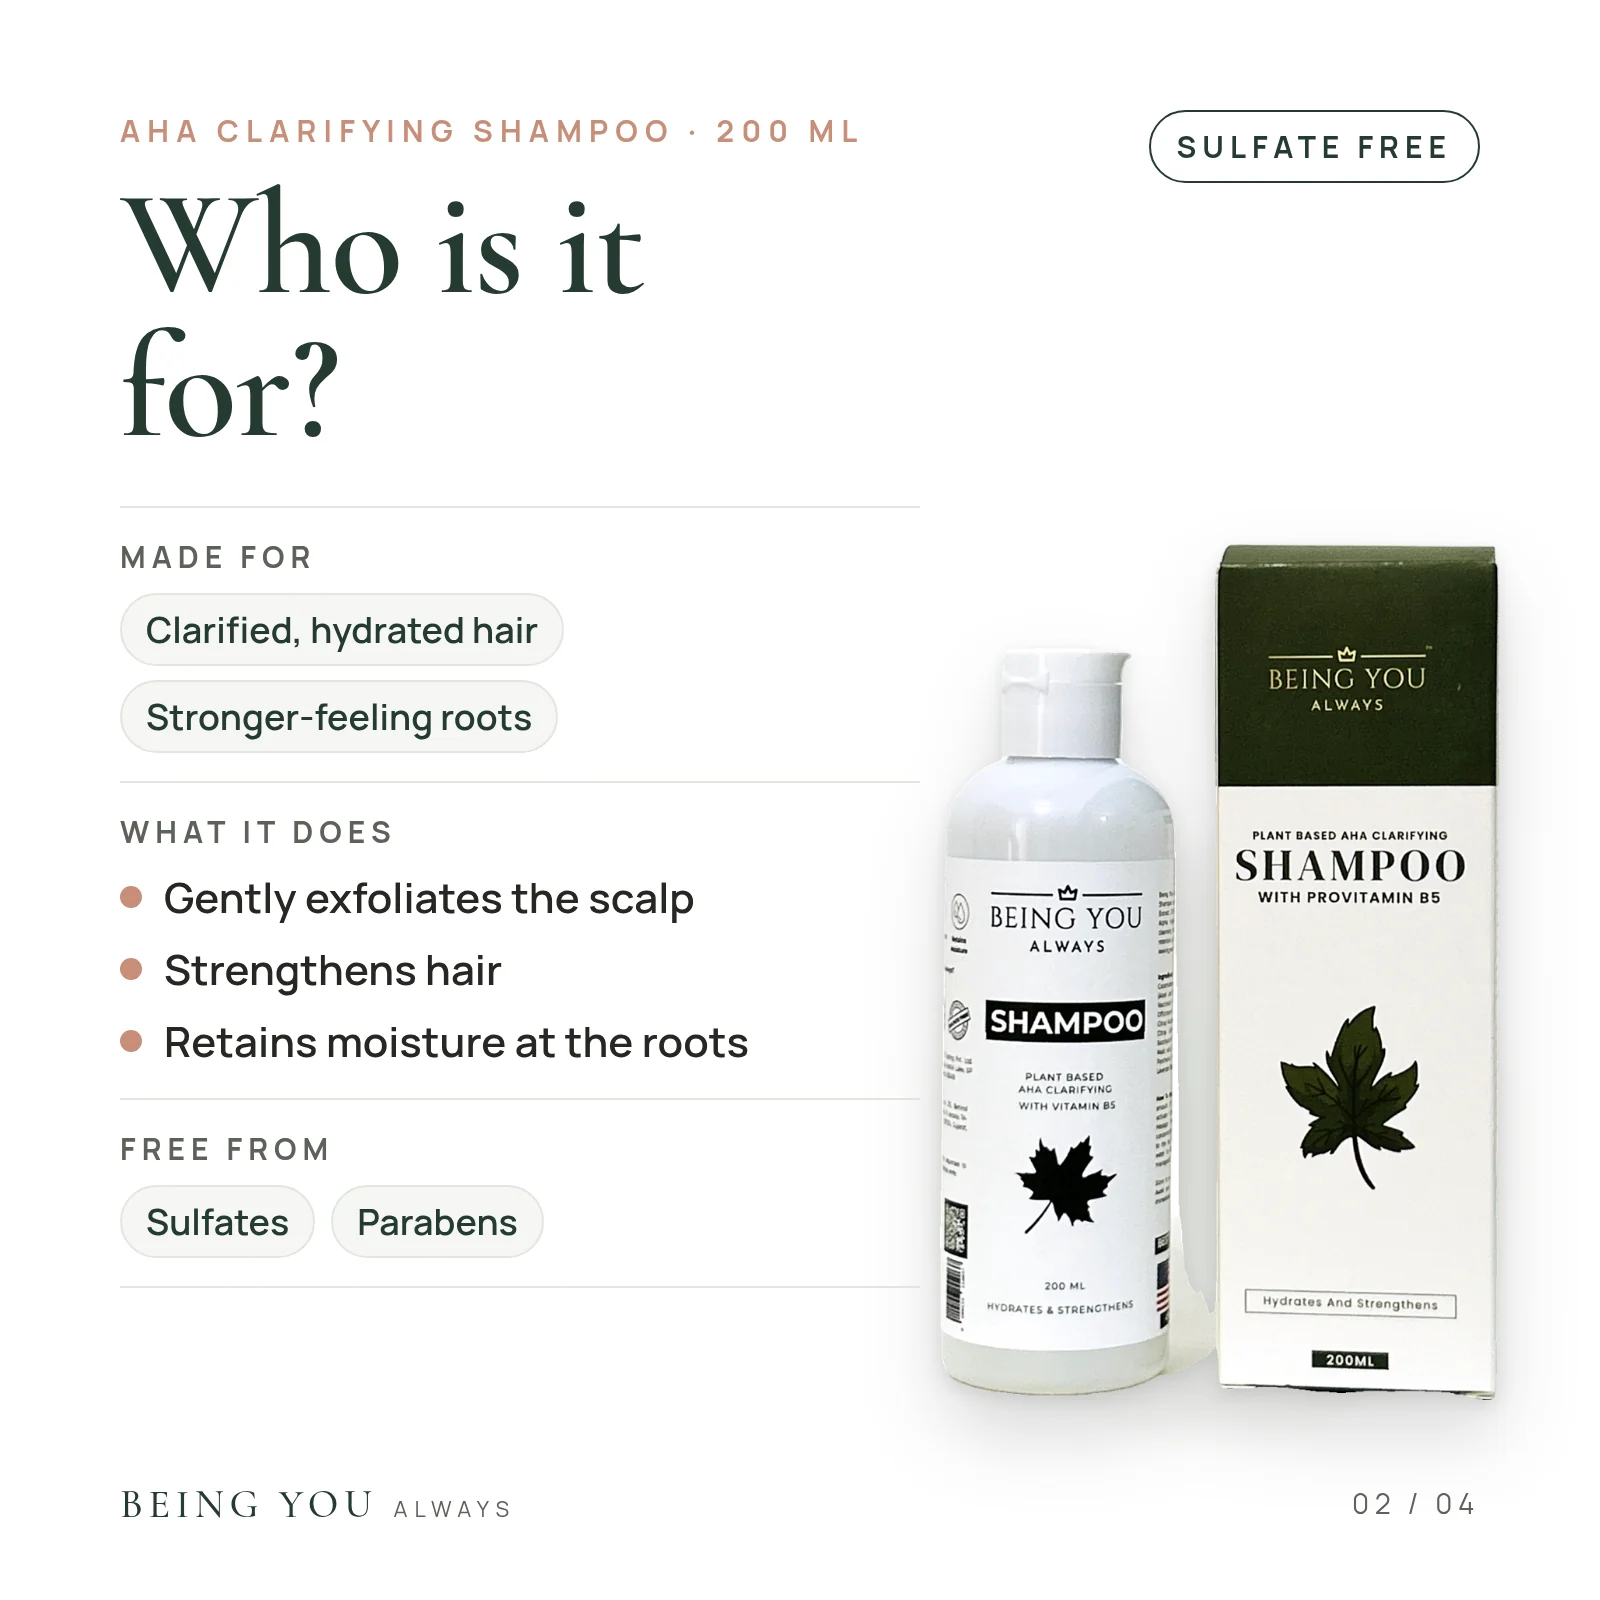 AHA CLARIFYING SHAMPOO · 200 ML
SULFATE FREE
Who is it
for?
MADE FOR
Clarified, hydrated hair
Stronger-feeling roots
WHAT IT DOES
Gently exfoliates the scalp
Strengthens hair
Retains moisture at the roots
FREE FROM
Sulfates
Parabens
BEING YOU
ALWAYS
SHAMPOO
PLANT BASED
AHA CLARIFYING
WITH VITAMIN B5
200 ML
HYDRATES & STRENGTHENS
BEING YOU
ALWAYS
PLANT BASED AHA CLARIFYING
SHAMPOO
WITH PROVITAMIN B5
Hydrates And Strengthens
200ML
BEING YOU ALWAYS
02 / 04